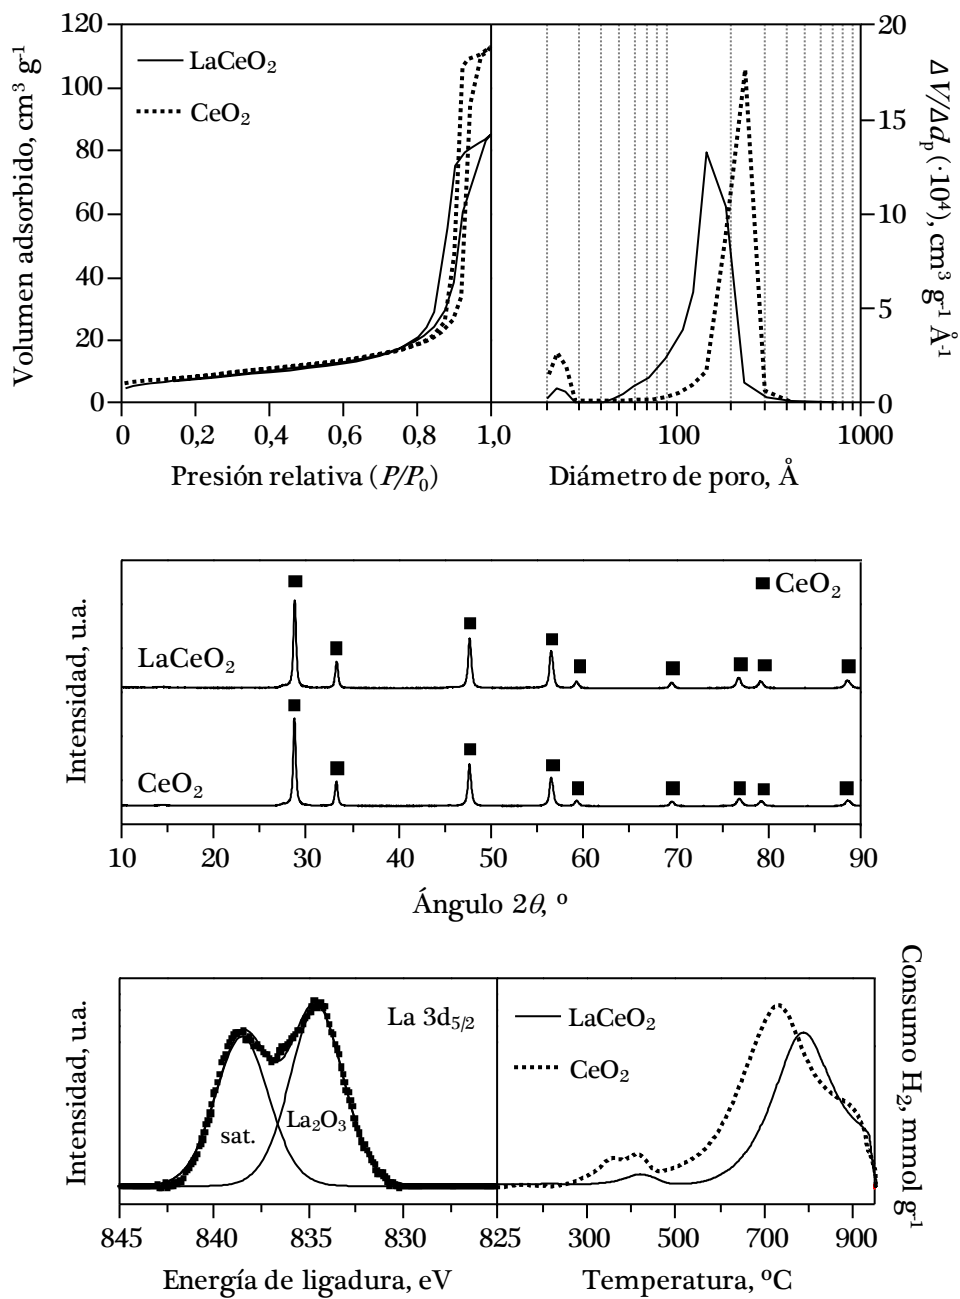 120
100
80
60
40
20
0
Volumen adsorbido, cm³ g⁻¹
LaCeO₂
CeO₂
0 0,2 0,4 0,6 0,8 1,0
Presión relativa (P/P₀)
20
15
10
5
0
ΔV/Δdₚ (·10⁴), cm³ g⁻¹ Å⁻¹
100 1000
Diámetro de poro, Å
Intensidad, u.a.
CeO₂
LaCeO₂
CeO₂
10 20 30 40 50 60 70 80 90
Ángulo 2θ, º
Intensidad, u.a.
La 3d₅/₂
sat.
La₂O₃
845 840 835 830 825
Energía de ligadura, eV
LaCeO₂
CeO₂
300 500 700 900
Temperatura, ºC
Consumo H₂, mmol g⁻¹